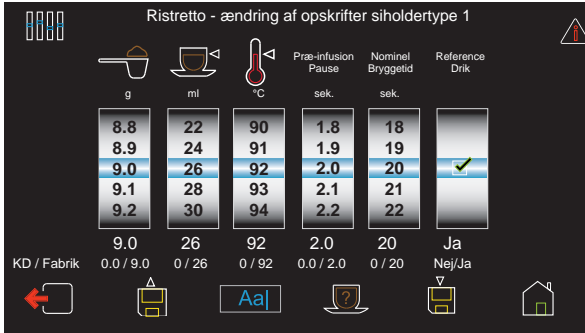 Ristretto - ændring af opskrifter siholdertype 1
Præ-infusion Nominel Reference
Pause Bryggetid Drik
g ml °C sek. sek.
8.8 22 90 1.8 18
8.9 24 91 1.9 19
9.0 26 92 2.0 20
9.1 28 93 2.1 21
9.2 30 94 2.2 22
9.0 26 92 2.0 20 Ja
KD / Fabrik 0.0 / 9.0 0 / 26 0 / 92 0.0 / 2.0 0 / 20 Nej/Ja
Aa|
?